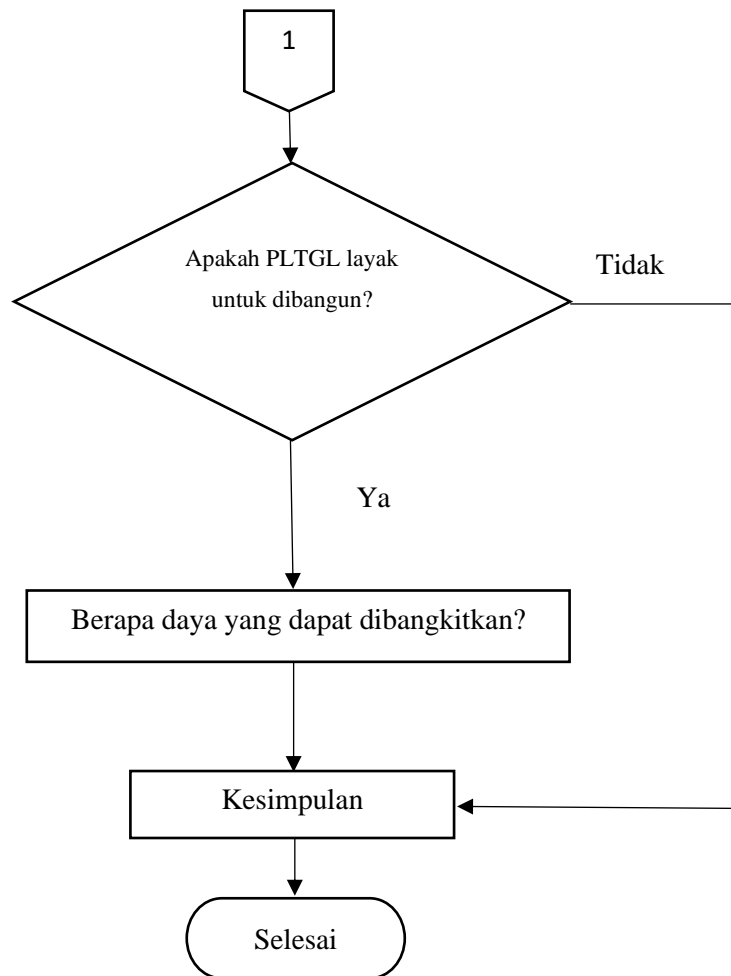 1
Apakah PLTGL layak
untuk dibangun?
Tidak
Ya
Berapa daya yang dapat dibangkitkan?
Kesimpulan
Selesai